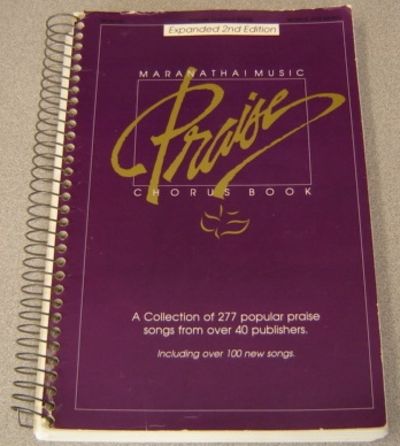 Expanded 2nd Edition
MARANATHA! MUSIC
Praise
CHORUS BOOK
A Collection of 277 popular praise
songs from over 40 publishers.
Including over 100 new songs.